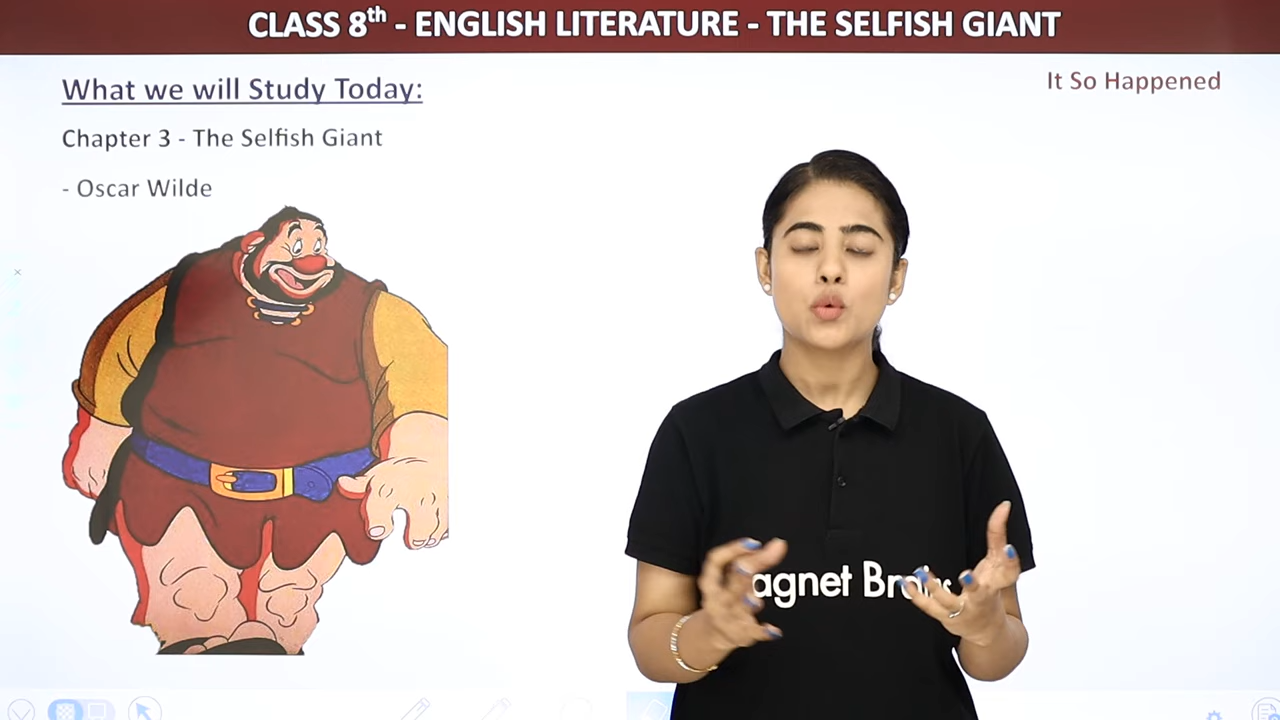 CLASS 8th - ENGLISH LITERATURE - THE SELFISH GIANT
What we will Study Today:
It So Happened
Chapter 3 - The Selfish Giant
- Oscar Wilde
agnet Br